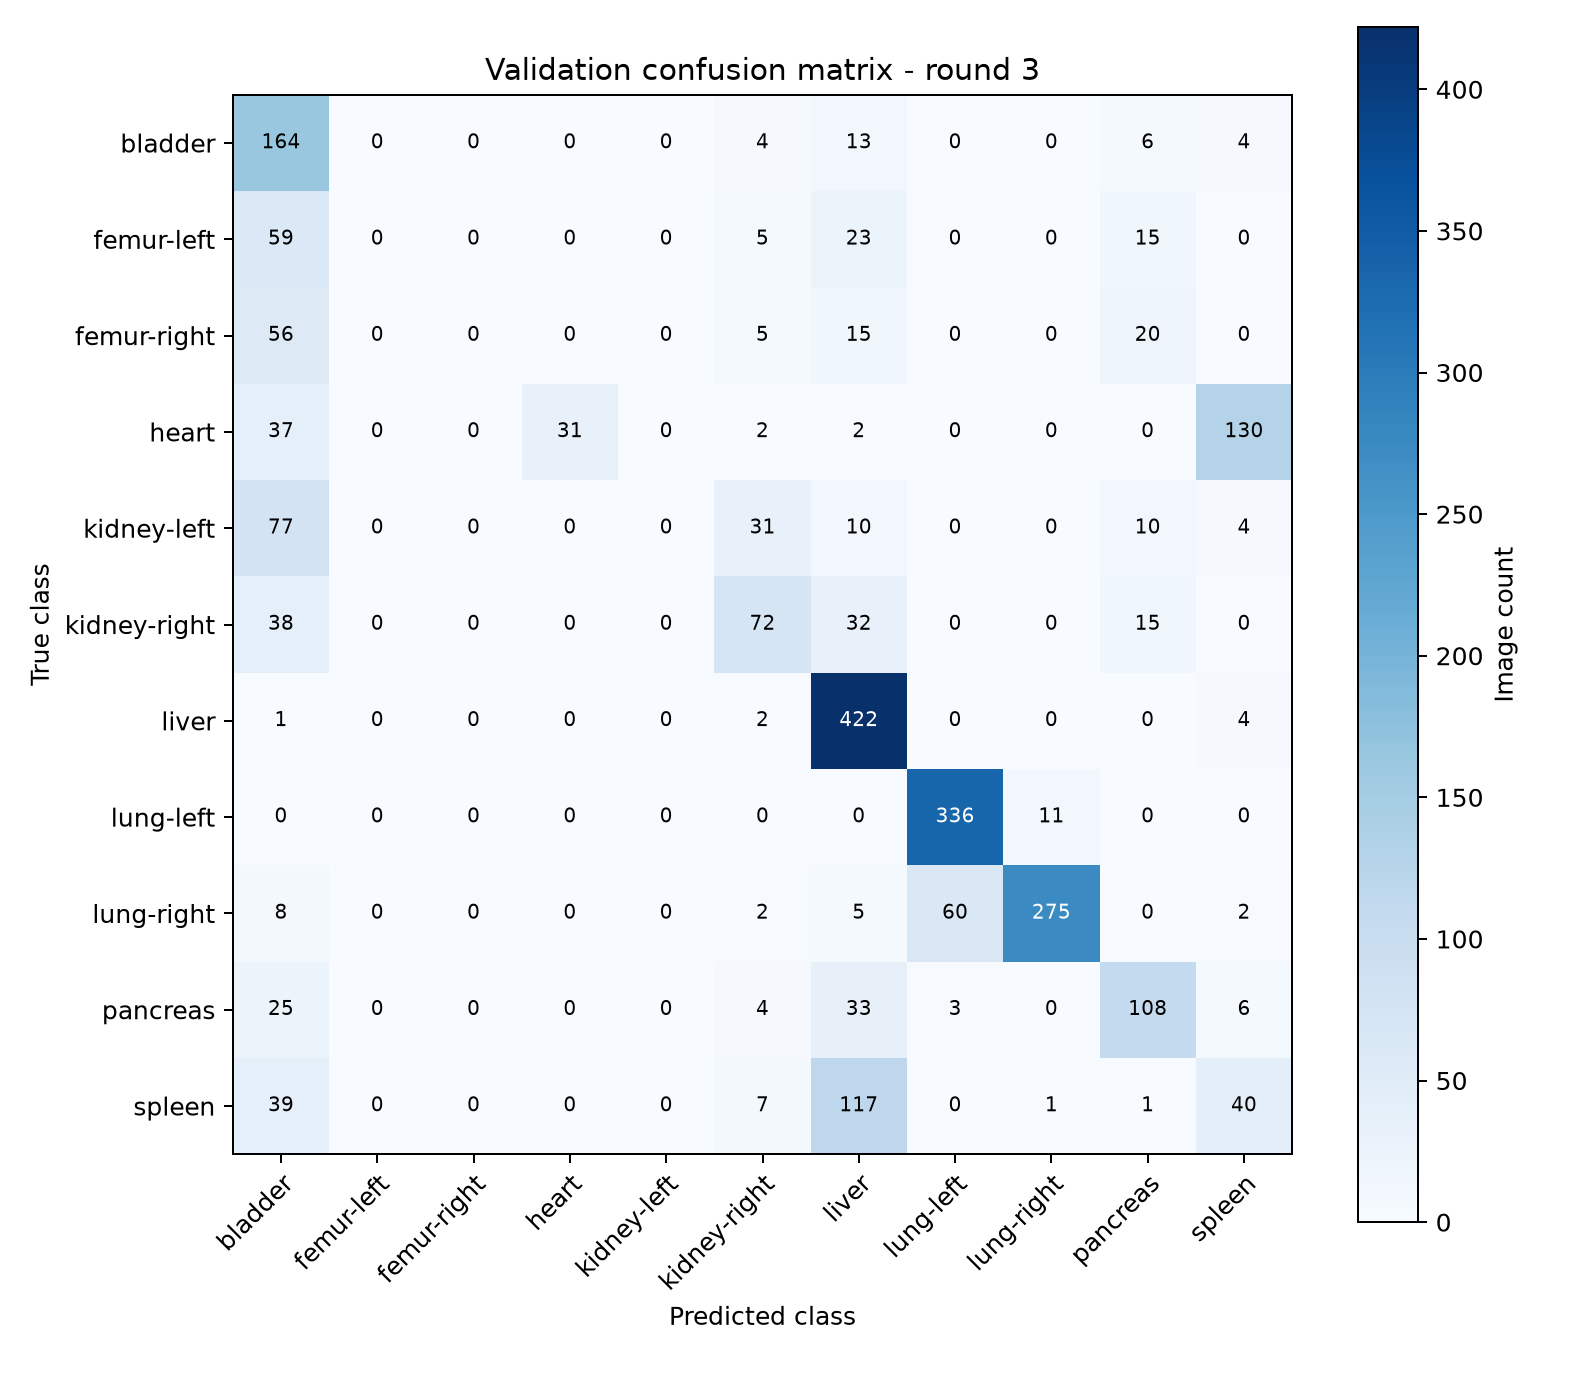 Validation confusion matrix - round 3
True class
bladder 164 0 0 0 0 4 13 0 0 6 4
femur-left 59 0 0 0 0 5 23 0 0 15 0
femur-right 56 0 0 0 0 5 15 0 0 20 0
heart 37 0 0 31 0 2 2 0 0 0 130
kidney-left 77 0 0 0 0 31 10 0 0 10 4
kidney-right 38 0 0 0 0 72 32 0 0 15 0
liver 1 0 0 0 0 2 422 0 0 0 4
lung-left 0 0 0 0 0 0 0 336 11 0 0
lung-right 8 0 0 0 0 2 5 60 275 0 2
pancreas 25 0 0 0 0 4 33 3 0 108 6
spleen 39 0 0 0 0 7 117 0 1 1 40
bladder
femur-left
femur-right
heart
kidney-left
kidney-right
liver
lung-left
lung-right
pancreas
spleen
Predicted class
400
350
300
250
200
150
100
50
0
Image count